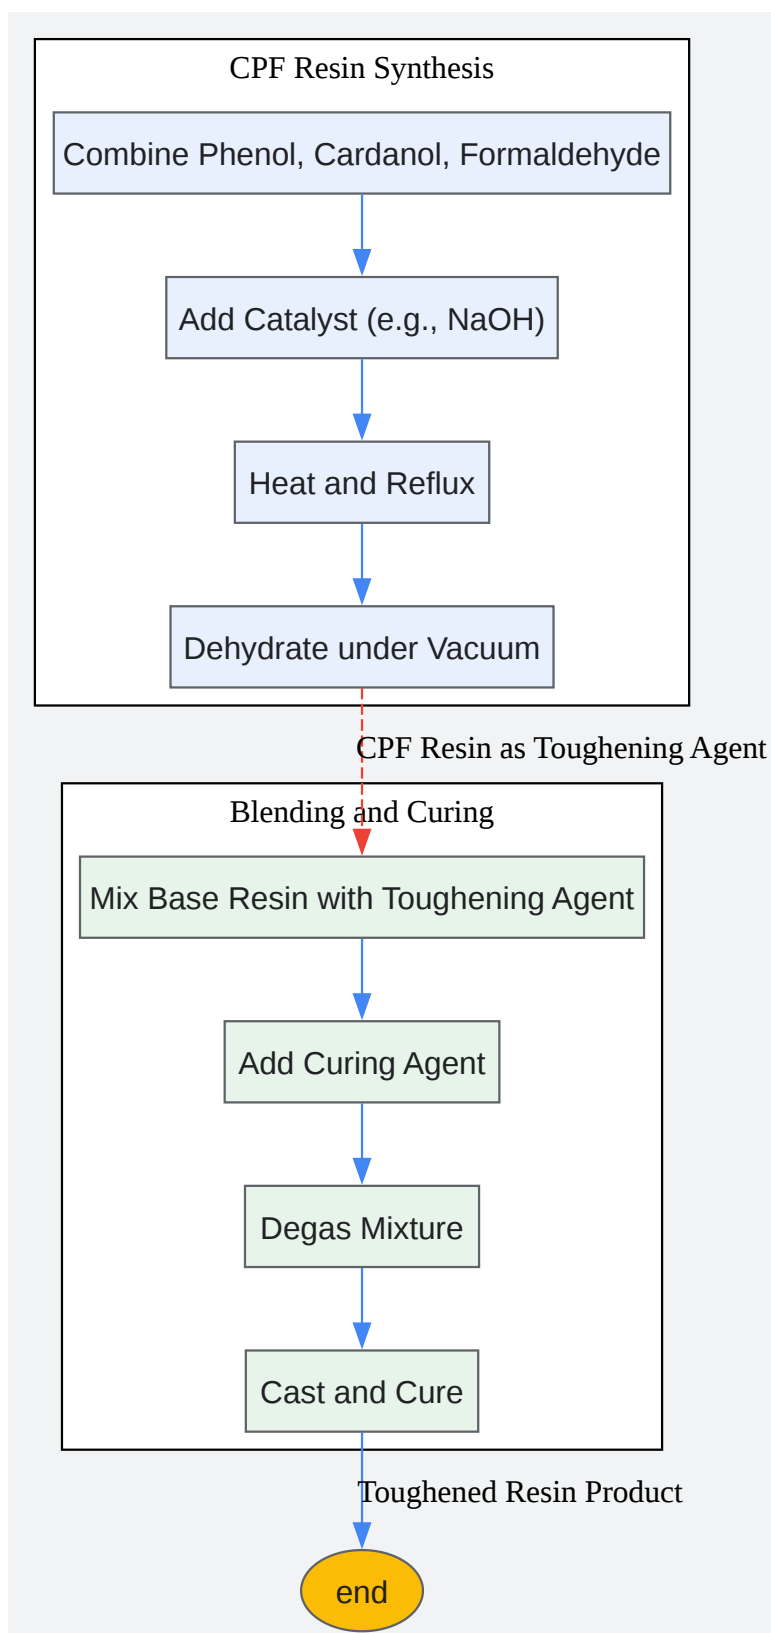 CPF Resin Synthesis
Combine Phenol, Cardanol, Formaldehyde
Add Catalyst (e.g., NaOH)
Heat and Reflux
Dehydrate under Vacuum
CPF Resin as Toughening Agent
Blending and Curing
Mix Base Resin with Toughening Agent
Add Curing Agent
Degas Mixture
Cast and Cure
Toughened Resin Product
end